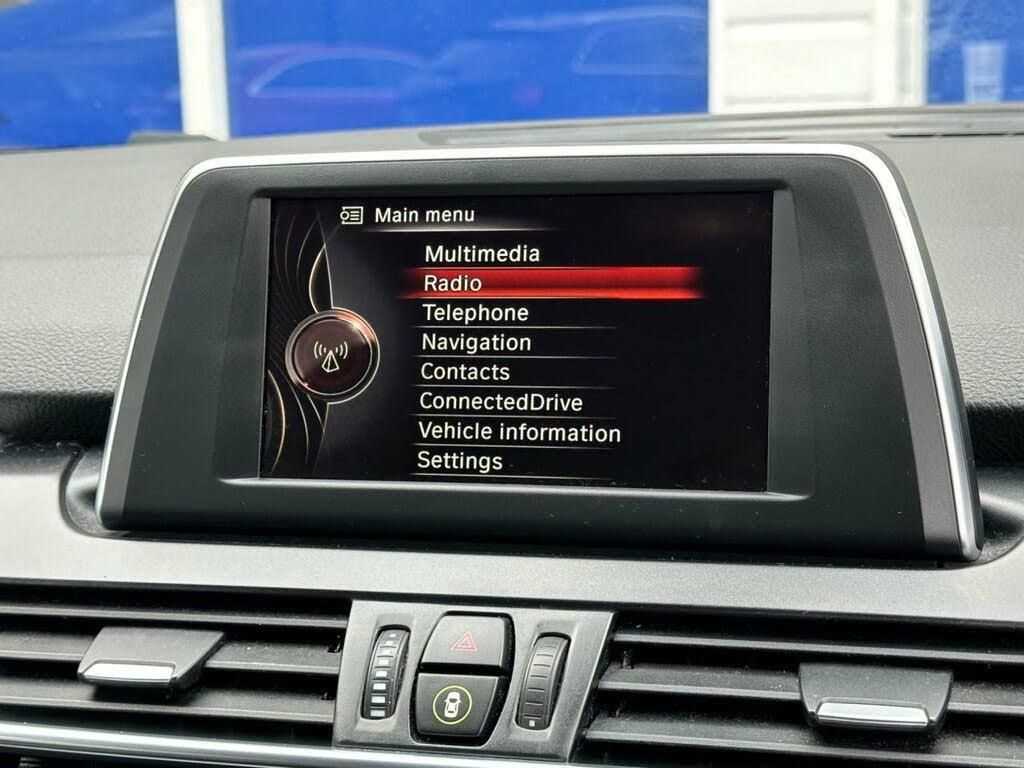 Main menu
Multimedia
Radio
Telephone
Navigation
Contacts
ConnectedDrive
Vehicle information
Settings